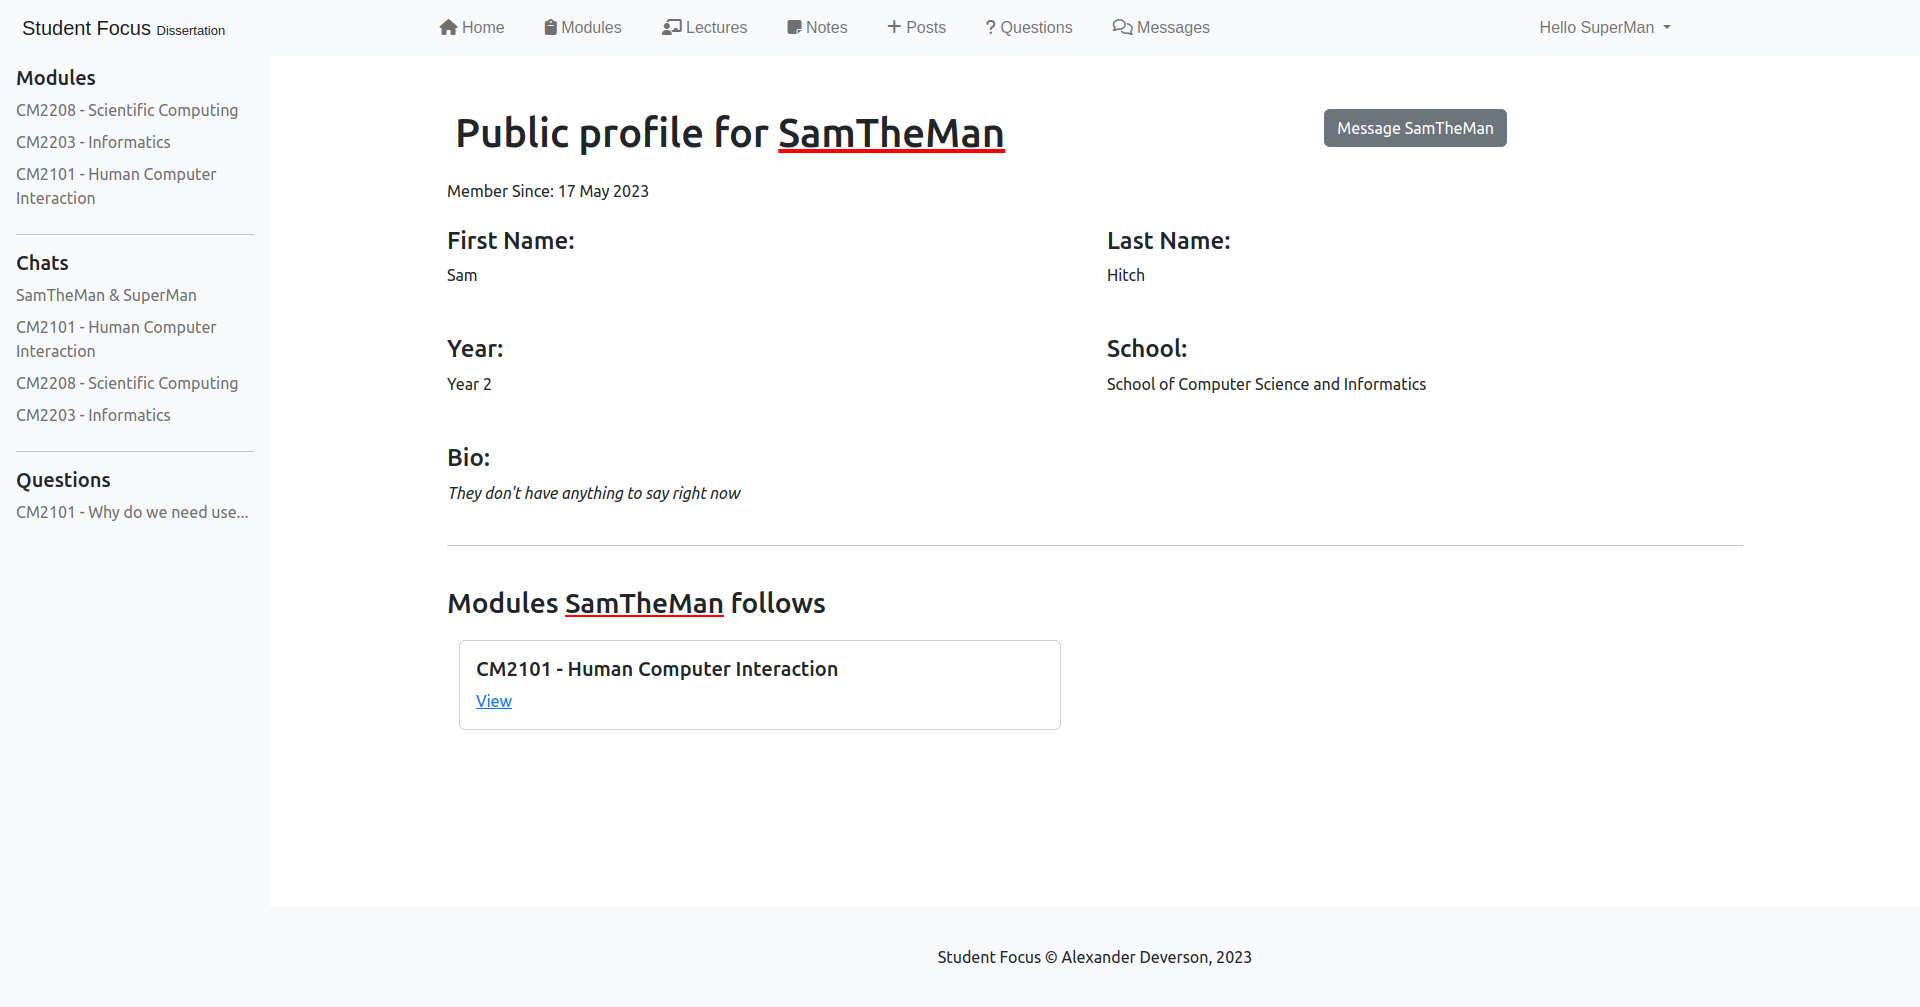 Student Focus Dissertation
Home
Modules
Lectures
Notes
+ Posts
? Questions
Messages
Hello SuperMan
Modules
CM2208 - Scientific Computing
CM2203 - Informatics
CM2101 - Human Computer
Interaction
Chats
SamTheMan & SuperMan
CM2101 - Human Computer
Interaction
CM2208 - Scientific Computing
CM2203 - Informatics
Questions
CM2101 - Why do we need use...
Public profile for SamTheMan
Message SamTheMan
Member Since: 17 May 2023
First Name:
Sam
Last Name:
Hitch
Year:
Year 2
School:
School of Computer Science and Informatics
Bio:
They don't have anything to say right now
Modules SamTheMan follows
CM2101 - Human Computer Interaction
View
Student Focus © Alexander Deverson, 2023